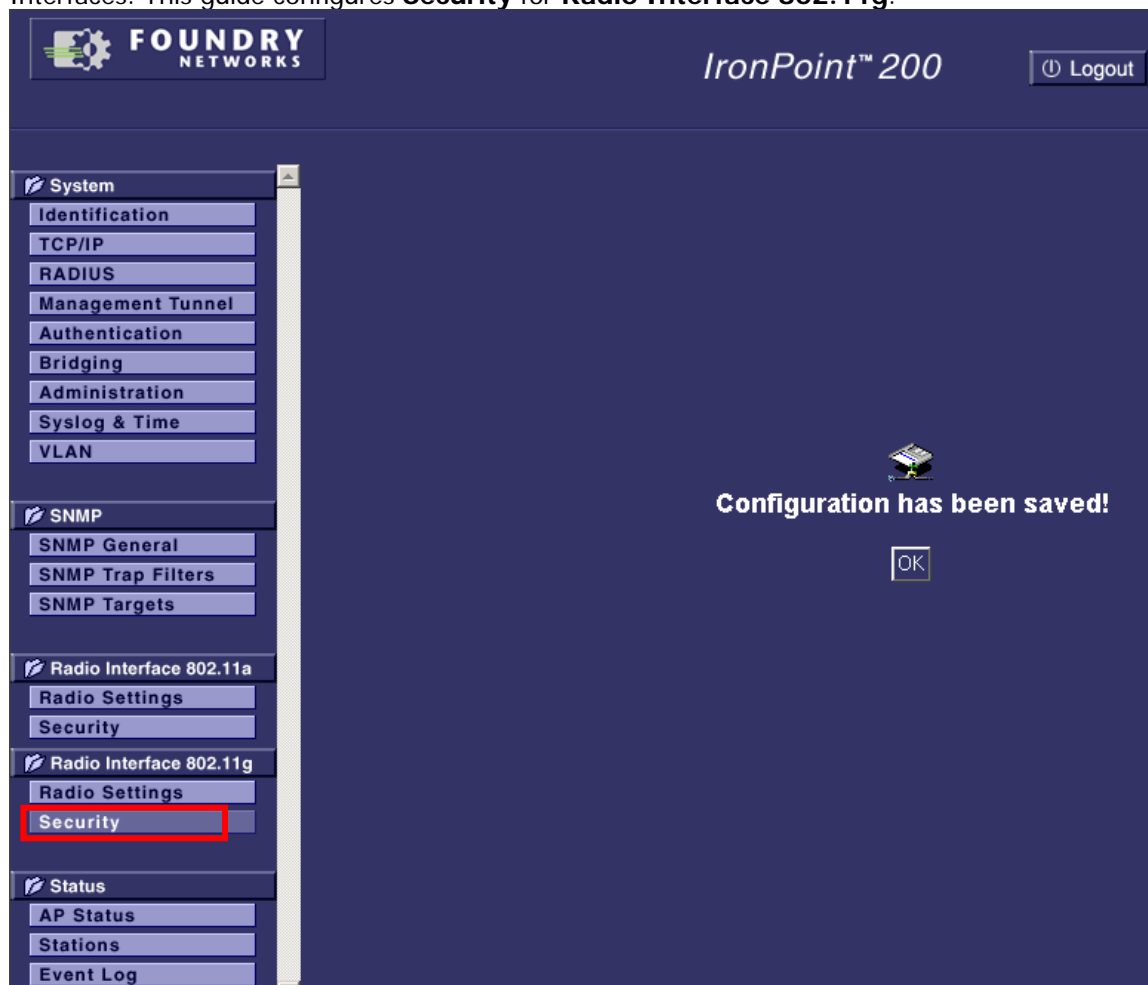 Interfaces. This guide configures Security for Radio Interface 802.11g.
FOUNDRY
NETWORKS
IronPoint™ 200
Logout
System
Identification
TCP/IP
RADIUS
Management Tunnel
Authentication
Bridging
Administration
Syslog & Time
VLAN
Configuration has been saved!
OK
SNMP
SNMP General
SNMP Trap Filters
SNMP Targets
Radio Interface 802.11a
Radio Settings
Security
Radio Interface 802.11g
Radio Settings
Security
Status
AP Status
Stations
Event Log